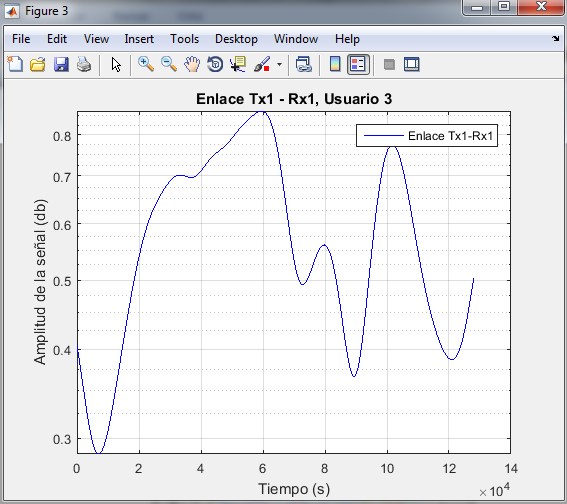 Figure 3
File Edit View Insert Tools Desktop Window Help
Enlace Tx1 - Rx1, Usuario 3
Enlace Tx1-Rx1
Amplitud de la señal (db)
0.8
0.7
0.6
0.5
0.4
0.3
0 2 4 6 8 10 12 14
Tiempo (s)
×10^4